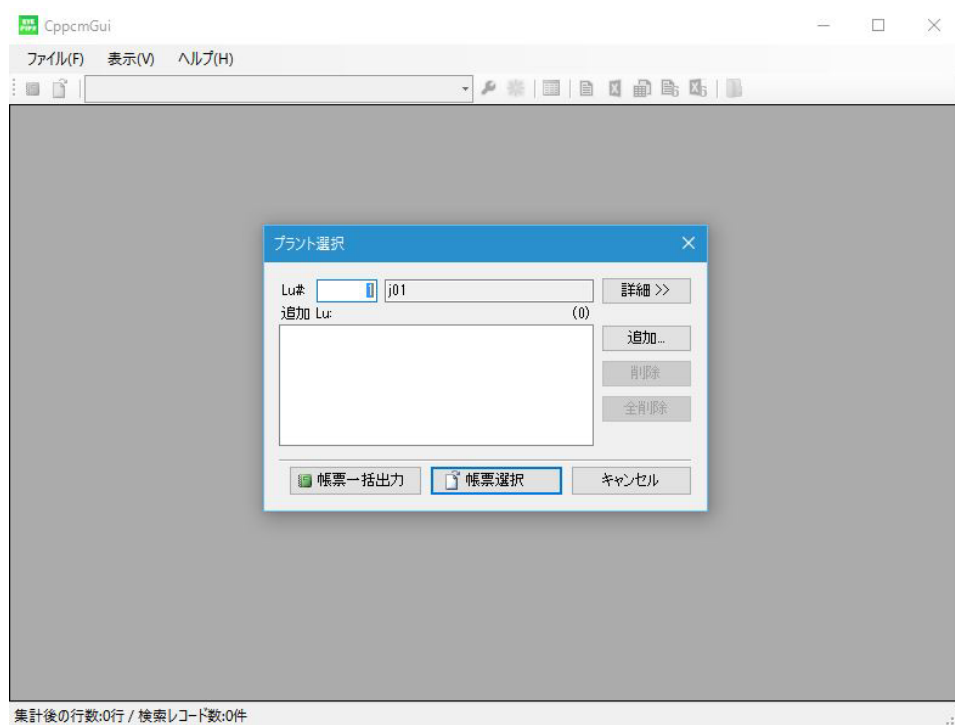 CppcmGui
ファイル(F) 表示(V) ヘルプ(H)
プラント選択
Lu#: 1 j01 詳細 >>
追加 Lu: (0)
追加...
削除
全削除
帳票一括出力 帳票選択 キャンセル
集計後の行数:0行 / 検索レコード数:0件